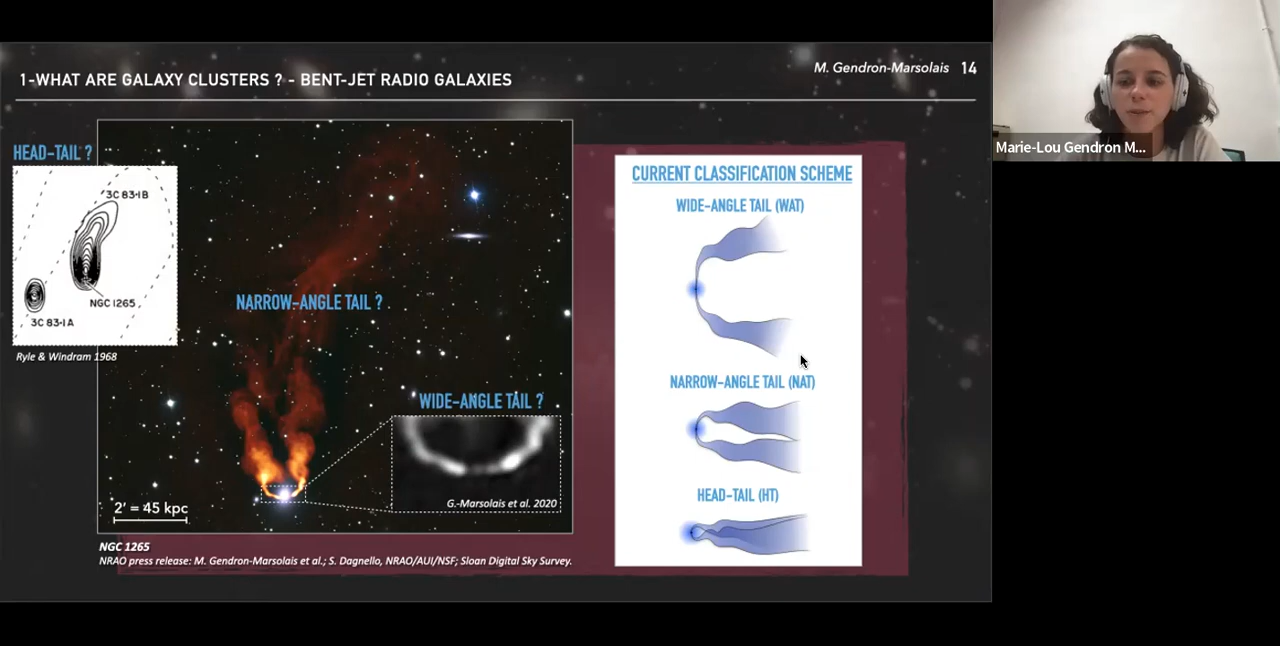 1-WHAT ARE GALAXY CLUSTERS ? - BENT-JET RADIO GALAXIES
M. Gendron-Marsolais 14
HEAD-TAIL ?
3C 83·1B
NGC 1265
3C 83·1A
Ryle & Windram 1968
NARROW-ANGLE TAIL ?
WIDE-ANGLE TAIL ?
G.-Marsolais et al. 2020
2' = 45 kpc
NGC 1265
NRAO press release: M. Gendron-Marsolais et al.; S. Dagnello, NRAO/AUI/NSF; Sloan Digital Sky Survey.
CURRENT CLASSIFICATION SCHEME
WIDE-ANGLE TAIL (WAT)
NARROW-ANGLE TAIL (NAT)
HEAD-TAIL (HT)
Marie-Lou Gendron M...